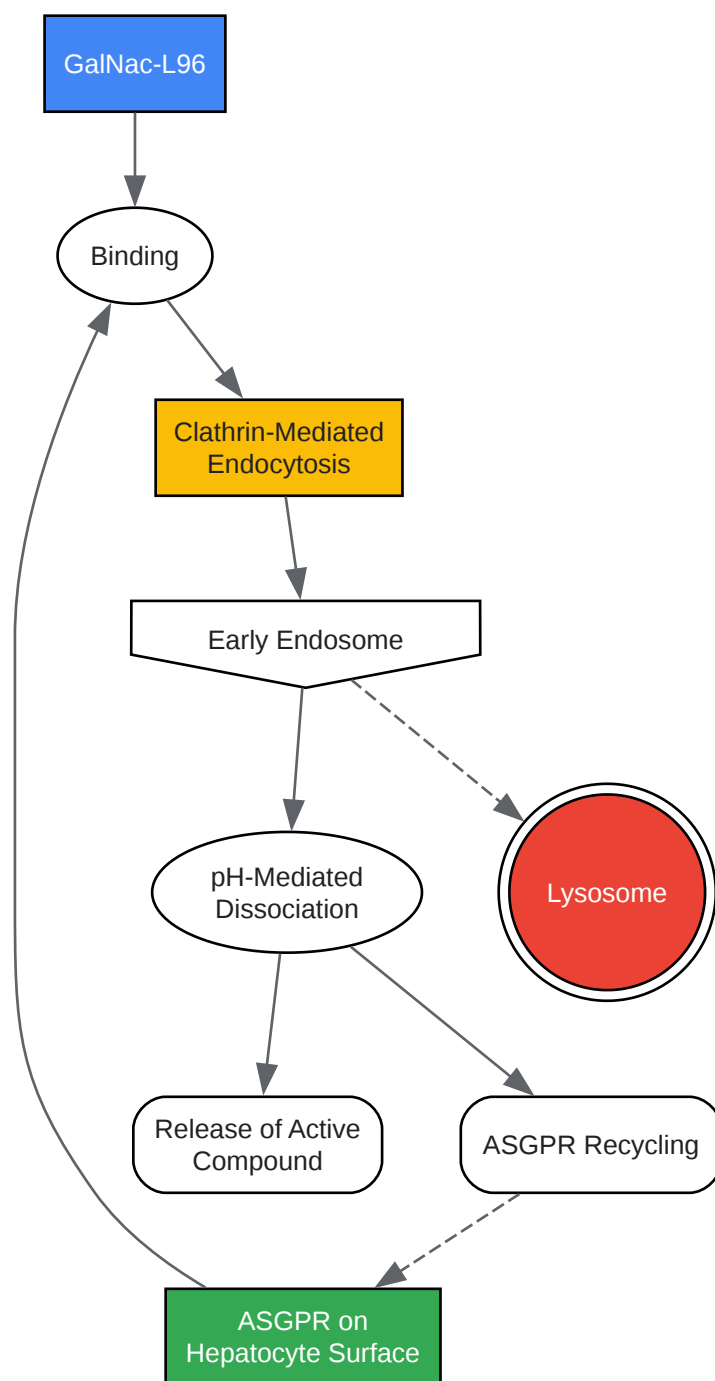 GalNac-L96
Binding
Clathrin-Mediated
Endocytosis
Early Endosome
pH-Mediated
Dissociation
Lysosome
Release of Active
Compound
ASGPR Recycling
ASGPR on
Hepatocyte Surface